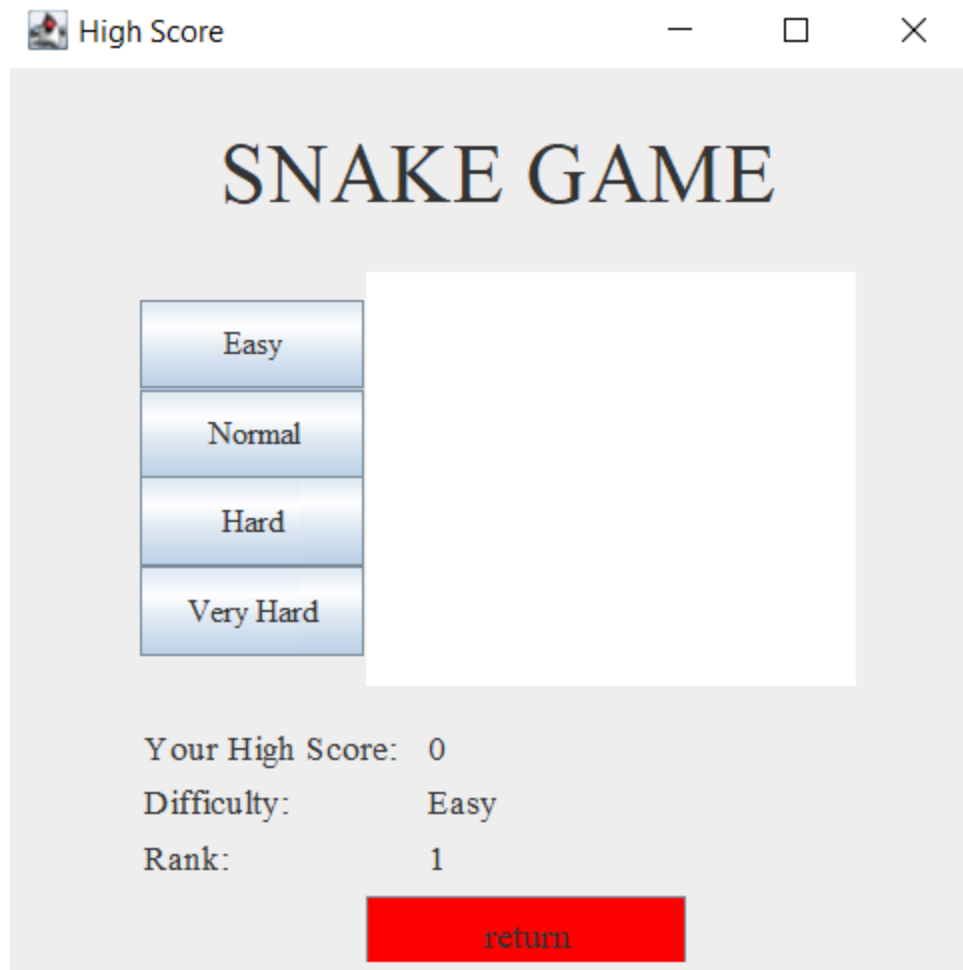 High Score
SNAKE GAME
Easy
Normal
Hard
Very Hard
Your High Score: 0
Difficulty: Easy
Rank: 1
return